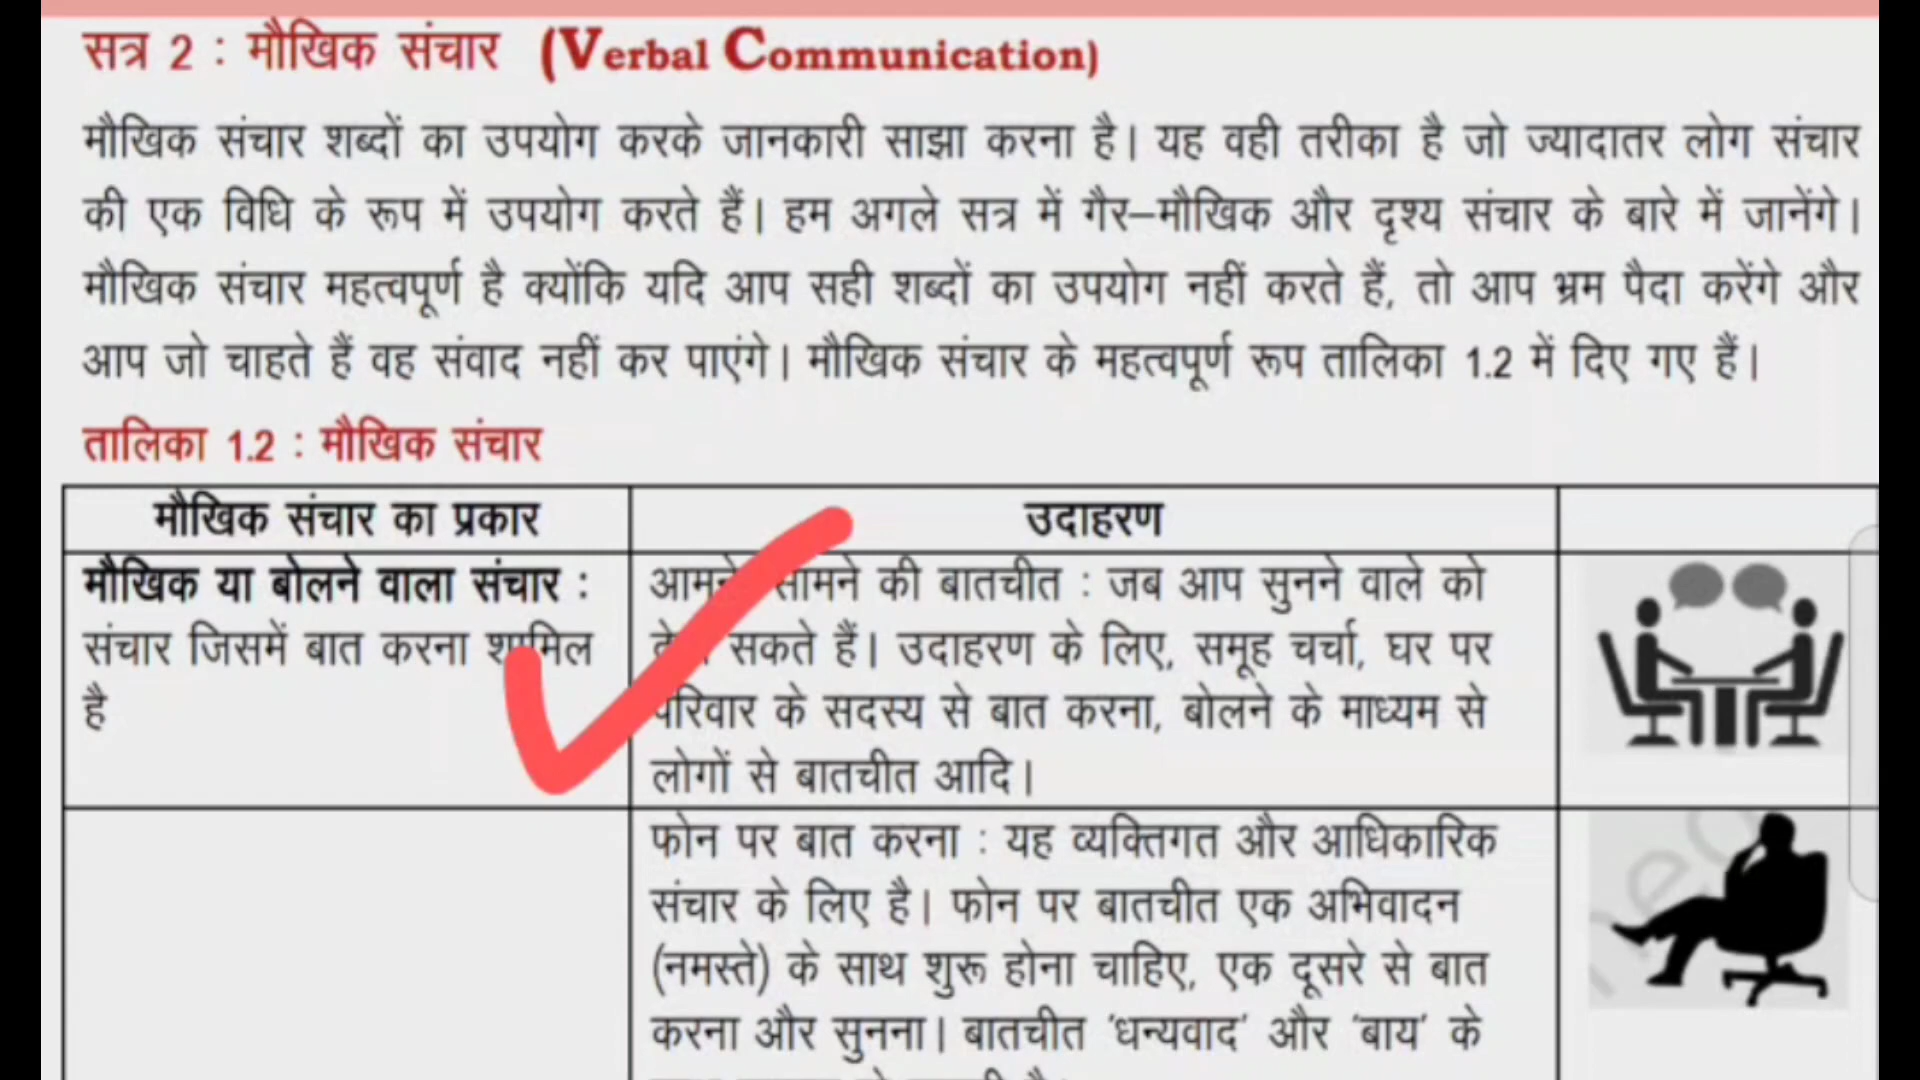 सत्र 2 : मौखिक संचार (Verbal Communication)
मौखिक संचार शब्दों का उपयोग करके जानकारी साझा करना है। यह वही तरीका है जो ज्यादातर लोग संचार
की एक विधि के रूप में उपयोग करते हैं। हम अगले सत्र में गैर–मौखिक और दृश्य संचार के बारे में जानेंगे।
मौखिक संचार महत्वपूर्ण है क्योंकि यदि आप सही शब्दों का उपयोग नहीं करते हैं, तो आप भ्रम पैदा करेंगे और
आप जो चाहते हैं वह संवाद नहीं कर पाएंगे। मौखिक संचार के महत्वपूर्ण रूप तालिका 1.2 में दिए गए हैं।
तालिका 1.2 : मौखिक संचार
मौखिक संचार का प्रकार
उदाहरण
मौखिक या बोलने वाला संचार :
संचार जिसमें बात करना शामिल
है
आमने सामने की बातचीत : जब आप सुनने वाले को
सकते हैं। उदाहरण के लिए, समूह चर्चा, घर पर
परिवार के सदस्य से बात करना, बोलने के माध्यम से
लोगों से बातचीत आदि।
फोन पर बात करना : यह व्यक्तिगत और आधिकारिक
संचार के लिए है। फोन पर बातचीत एक अभिवादन
(नमस्ते) के साथ शुरू होना चाहिए, एक दूसरे से बात
करना और सुनना। बातचीत 'धन्यवाद' और 'बाय' के